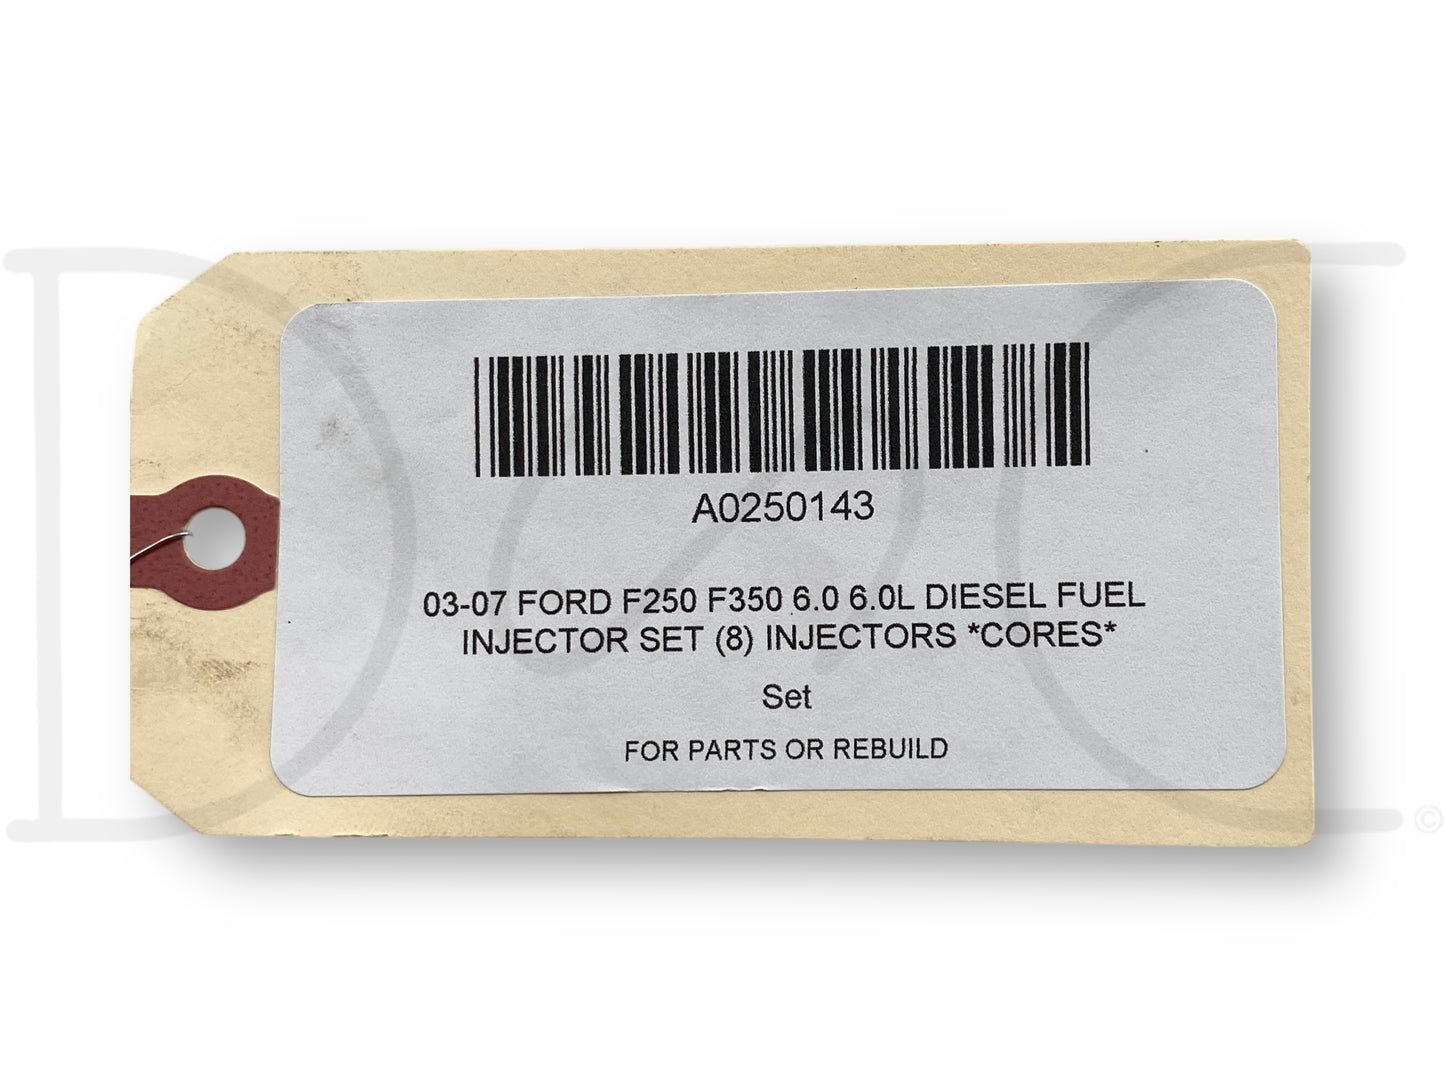 A0250143
03-07 FORD F250 F350 6.0 6.0L DIESEL FUEL
INJECTOR SET (8) INJECTORS *CORES*
Set
FOR PARTS OR REBUILD
©